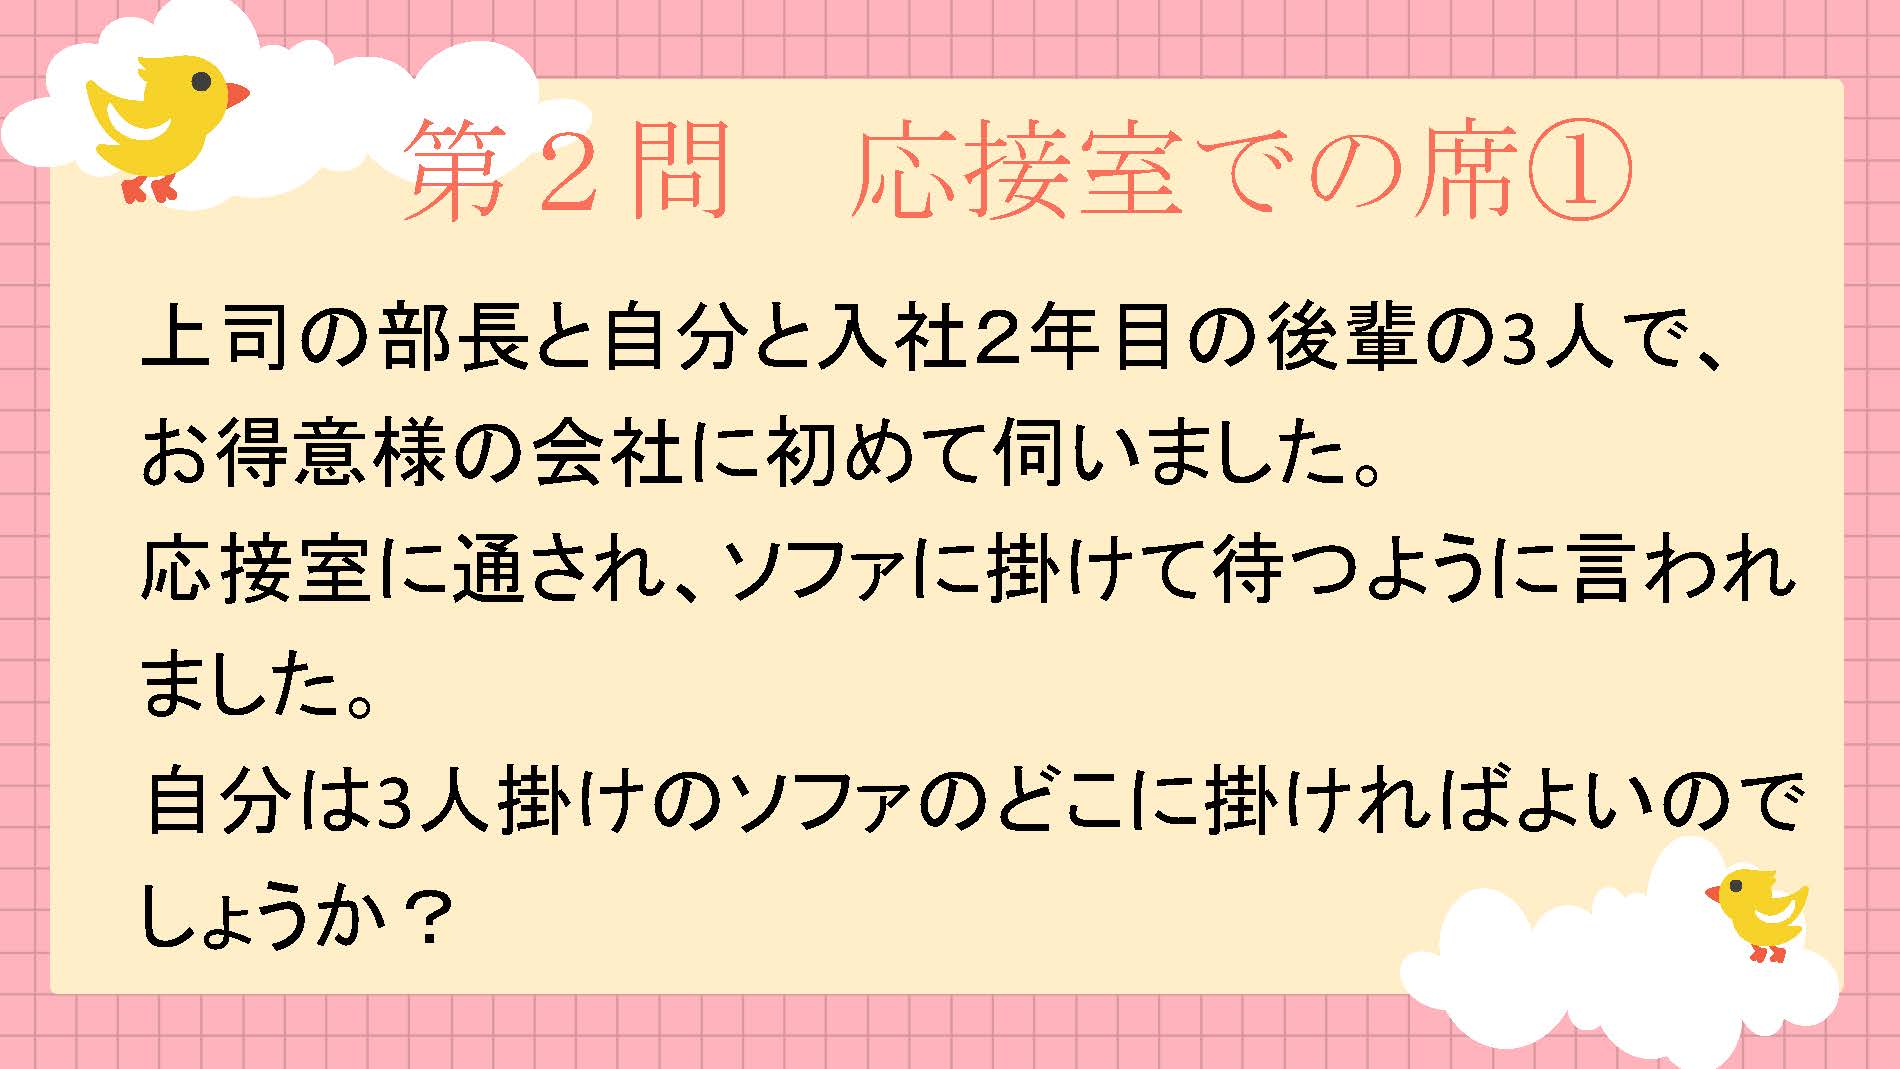 第２問　応接室での席①
上司の部長と自分と入社２年目の後輩の3人で、
お得意様の会社に初めて伺いました。
応接室に通され、ソファに掛けて待つように言われ
ました。
自分は3人掛けのソファのどこに掛ければよいので
しょうか？